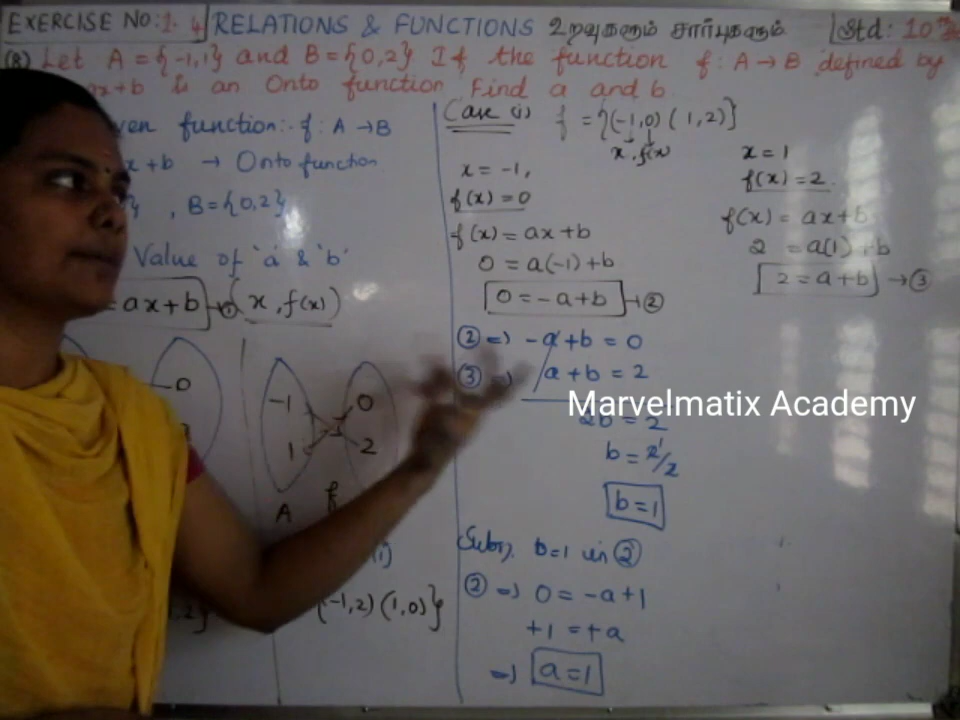 EXERCISE NO: 1.4 RELATIONS & FUNCTIONS உறவுகளும் சார்புகளும் Std: 10th
(8) Let A = {-1,1} and B = {0,2} If the function f: A → B defined by
ax+b is an Onto function Find a and b
function:- f: A → B
x+b → Onto function
, B = {0,2}
Value of 'a' & 'b'
= ax+b → ① (x, f(x))
0
-1
1
0
2
A
f
(-1,2) (1,0)}
Case (i) f = {(-1,0) (1,2)}
x, f(x)
x = -1,
f(x) = 0
f(x) = ax+b
0 = a(-1)+b
0 = -a+b → ②
x = 1
f(x) = 2
f(x) = ax+b
2 = a(1)+b
2 = a+b → ③
② => -a+b = 0
③ => a+b = 2
2b = 2
b = 2/2
b = 1
Subs. b=1 in ②
② => 0 = -a+1
+1 = +a
=> a=1
Marvelmatix Academy